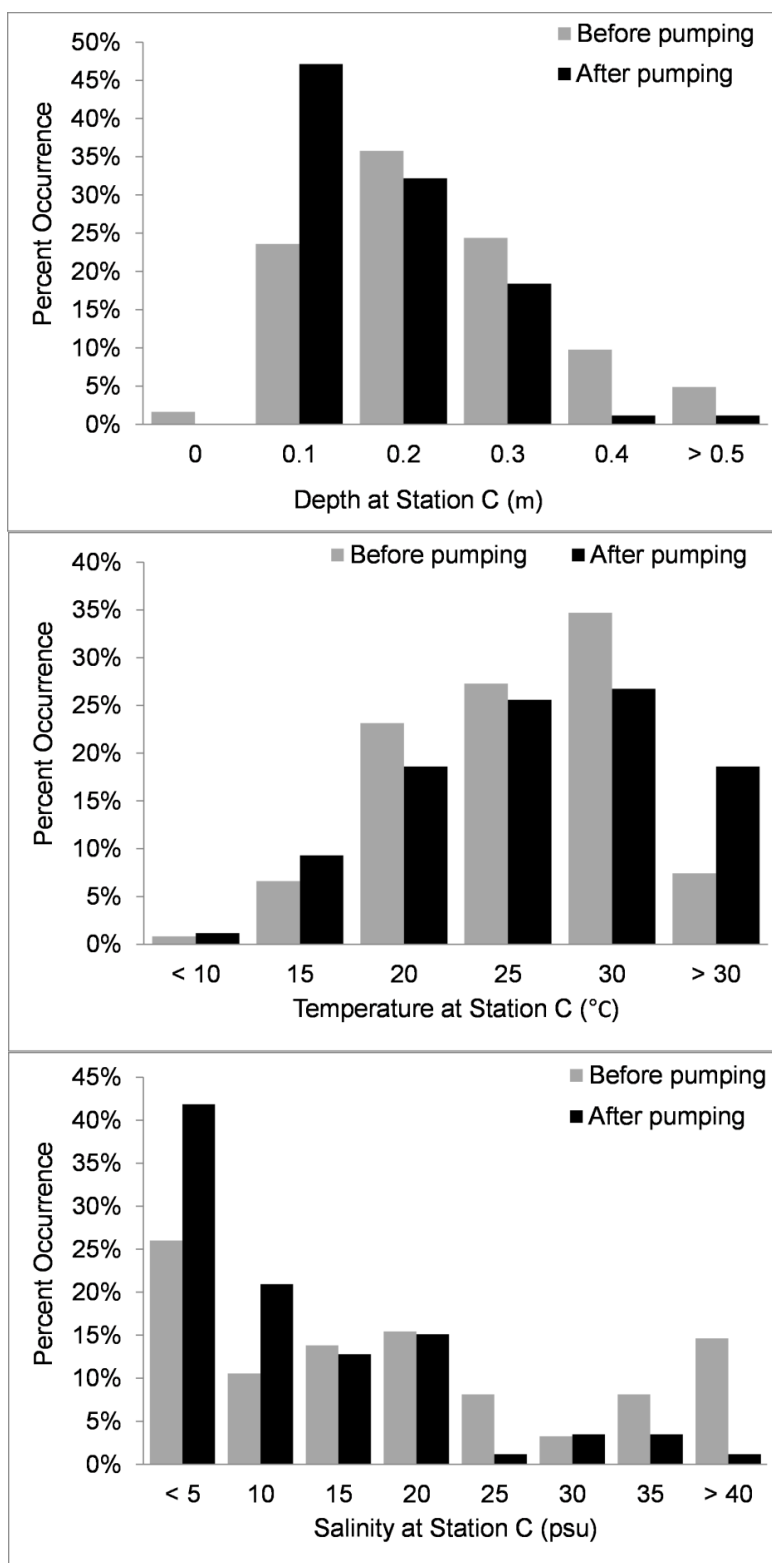 50%
45%
40%
35%
30%
25%
20%
15%
10%
5%
0%
Percent Occurrence
Before pumping
After pumping
0 0.1 0.2 0.3 0.4 > 0.5
Depth at Station C (m)
40%
35%
30%
25%
20%
15%
10%
5%
0%
Percent Occurrence
Before pumping After pumping
< 10 15 20 25 30 > 30
Temperature at Station C (°C)
45%
40%
35%
30%
25%
20%
15%
10%
5%
0%
Percent Occurrence
Before pumping
After pumping
< 5 10 15 20 25 30 35 > 40
Salinity at Station C (psu)